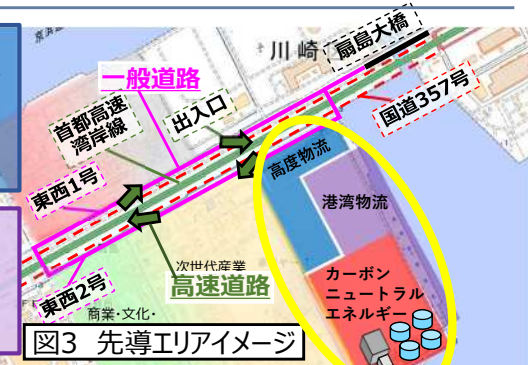 京浜
川崎
扇島大橋
一般道路
首都高速
湾岸線
出入口
国道357号
東西1号
高度物流
港湾物流
次世代産業
高速道路
カーボン
ニュートラル
エネルギー
東西2号
商業・文化・
図3 先導エリアイメージ